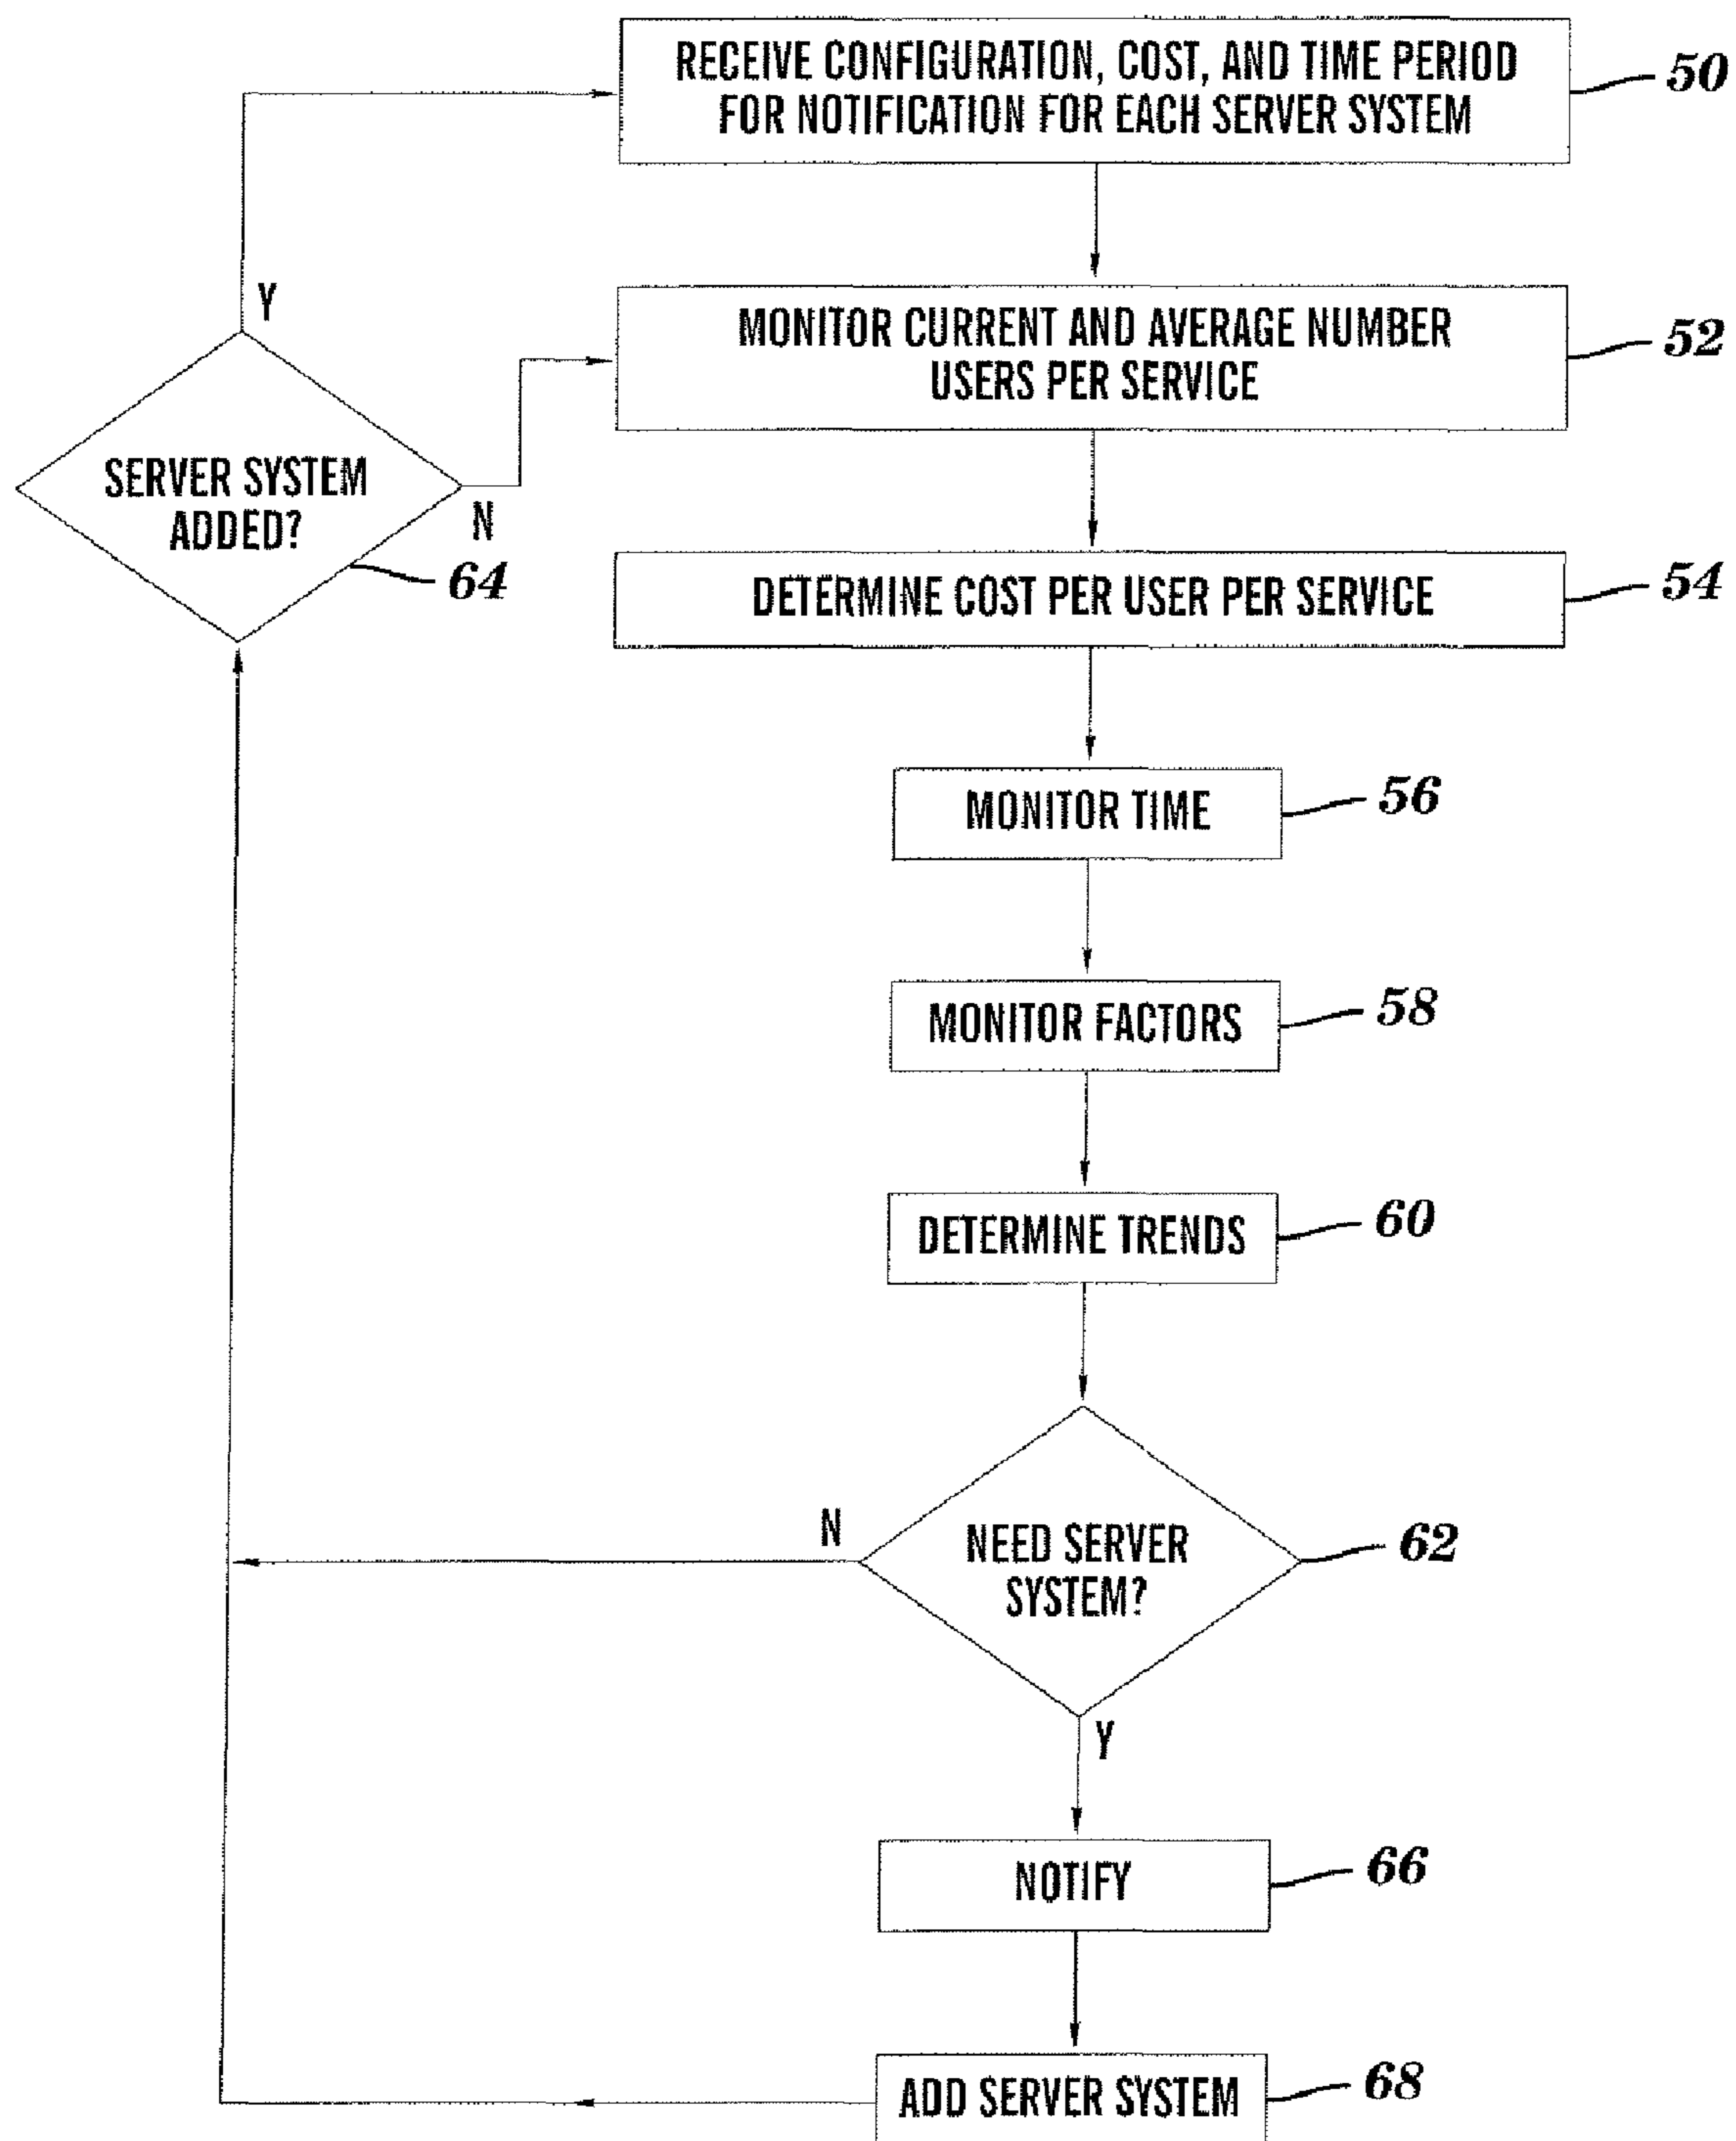 RECEIVE CONFIGURATION, COST, AND TIME PERIOD
FOR NOTIFICATION FOR EACH SERVER SYSTEM
50
Y
MONITOR CURRENT AND AVERAGE NUMBER
USERS PER SERVICE
52
SERVER SYSTEM
ADDED?
N
64
DETERMINE COST PER USER PER SERVICE
54
MONITOR TIME
56
MONITOR FACTORS
58
DETERMINE TRENDS
60
N
NEED SERVER
SYSTEM?
62
Y
NOTIFY
66
ADD SERVER SYSTEM
68